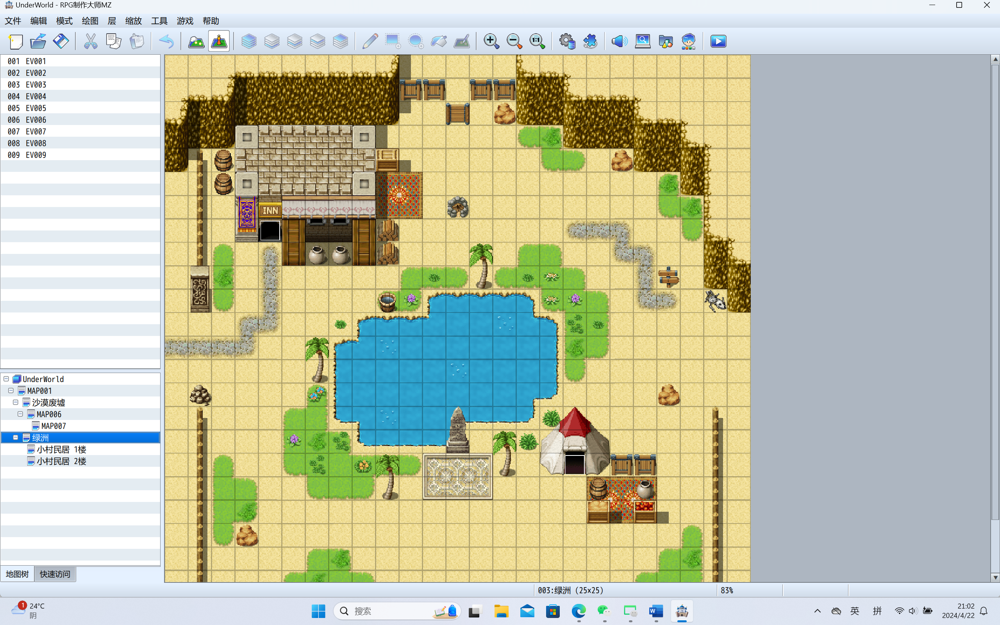 UnderWorld - RPG制作大师MZ
文件 编辑 模式 绘图 层 缩放 工具 游戏 帮助
1:1
001 EV001
002 EV002
003 EV003
004 EV004
005 EV005
006 EV006
007 EV007
008 EV008
009 EV009
INN
UnderWorld
MAP001
沙漠废墟
MAP006
MAP007
绿洲
小村民居 1楼
小村民居 2楼
地图树 快速访问
003:绿洲 (25x25) 83%
1
24°C
阴
搜索
W
英 拼
21:02
2024/4/22